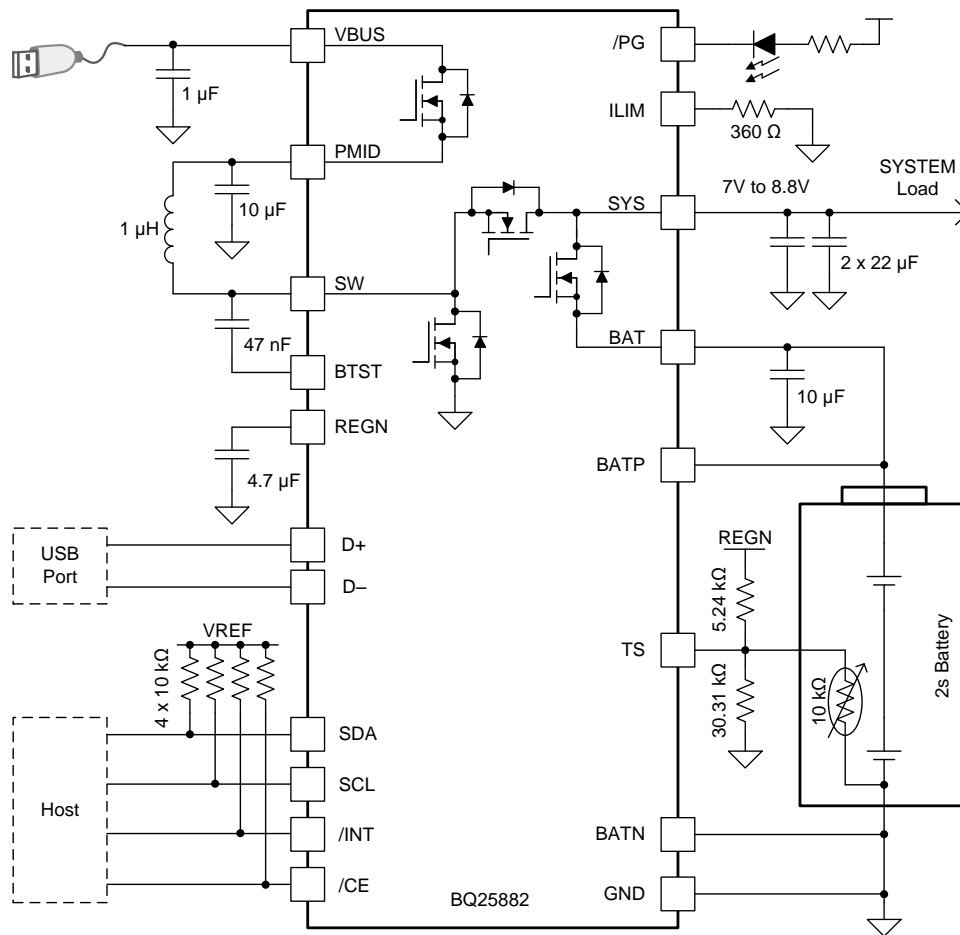 VBUS
/PG
1 µF
ILIM
360 Ω
PMID
SYSTEM
Load
7V to 8.8V
10 µF
SYS
1 µH
2 x 22 µF
SW
BAT
47 nF
BTST
10 µF
REGN
BATP
4.7 µF
D+
USB
Port
D–
REGN
5.24 kΩ
VREF
TS
2s Battery
4 x 10 kΩ
30.31 kΩ
10 kΩ
SDA
SCL
Host
/INT
BATN
/CE
BQ25882
GND